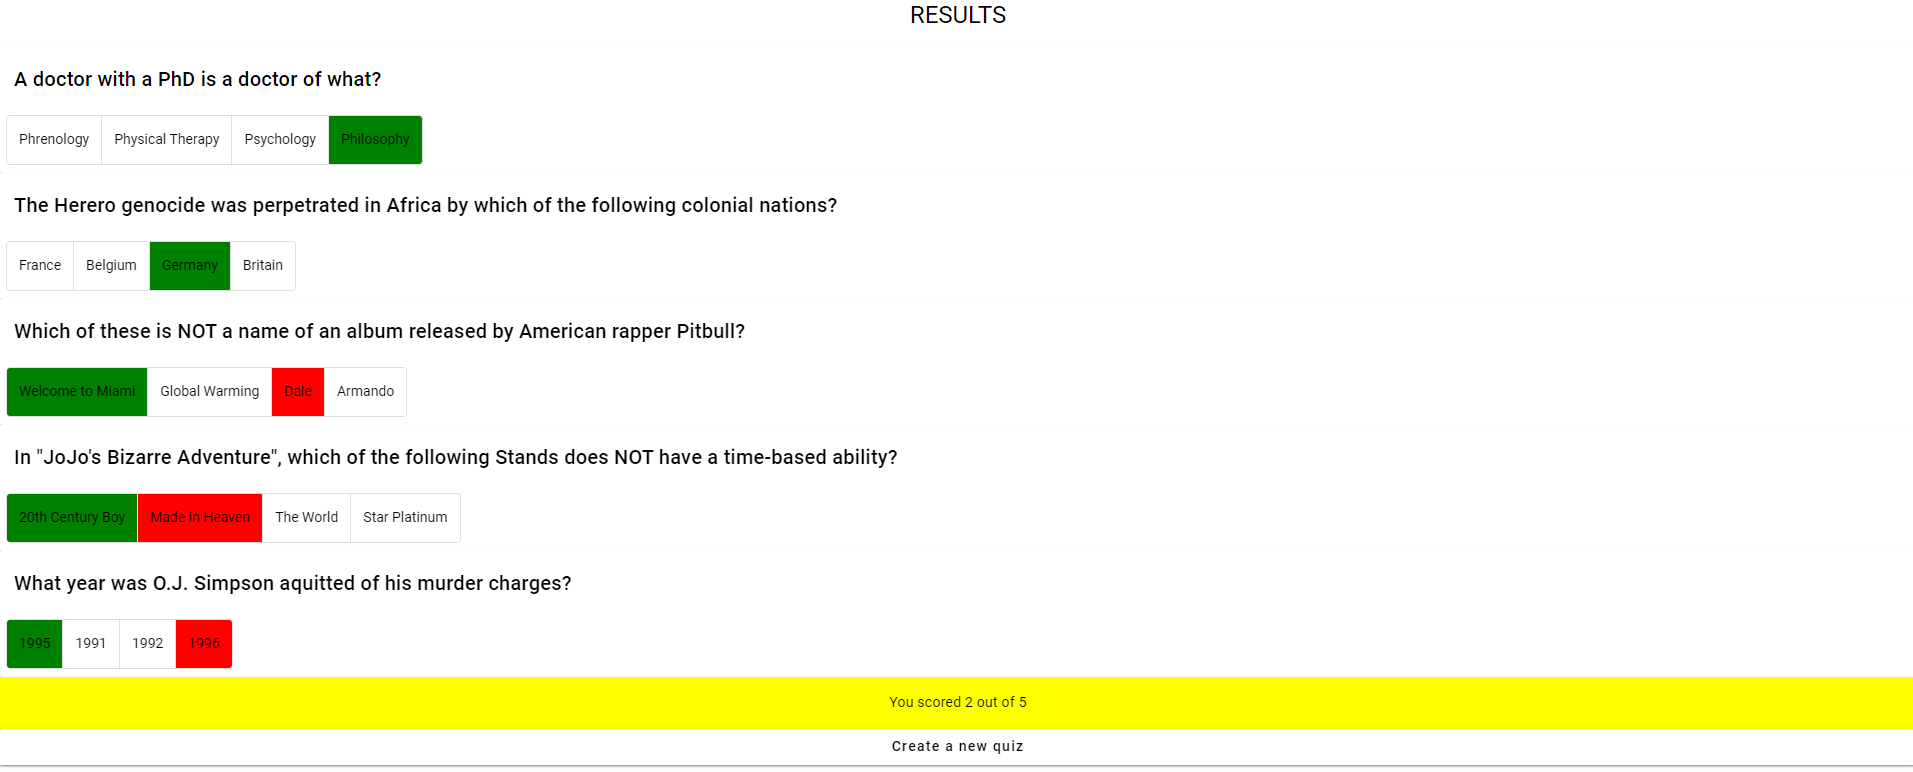 RESULTS
A doctor with a PhD is a doctor of what?
Phrenology Physical Therapy Psychology Philosophy
The Herero genocide was perpetrated in Africa by which of the following colonial nations?
France Belgium Germany Britain
Which of these is NOT a name of an album released by American rapper Pitbull?
Welcome to Miami Global Warming Dale Armando
In "JoJo's Bizarre Adventure", which of the following Stands does NOT have a time-based ability?
20th Century Boy Made in Heaven The World Star Platinum
What year was O.J. Simpson aquitted of his murder charges?
1995 1991 1992 1996
You scored 2 out of 5
Create a new quiz